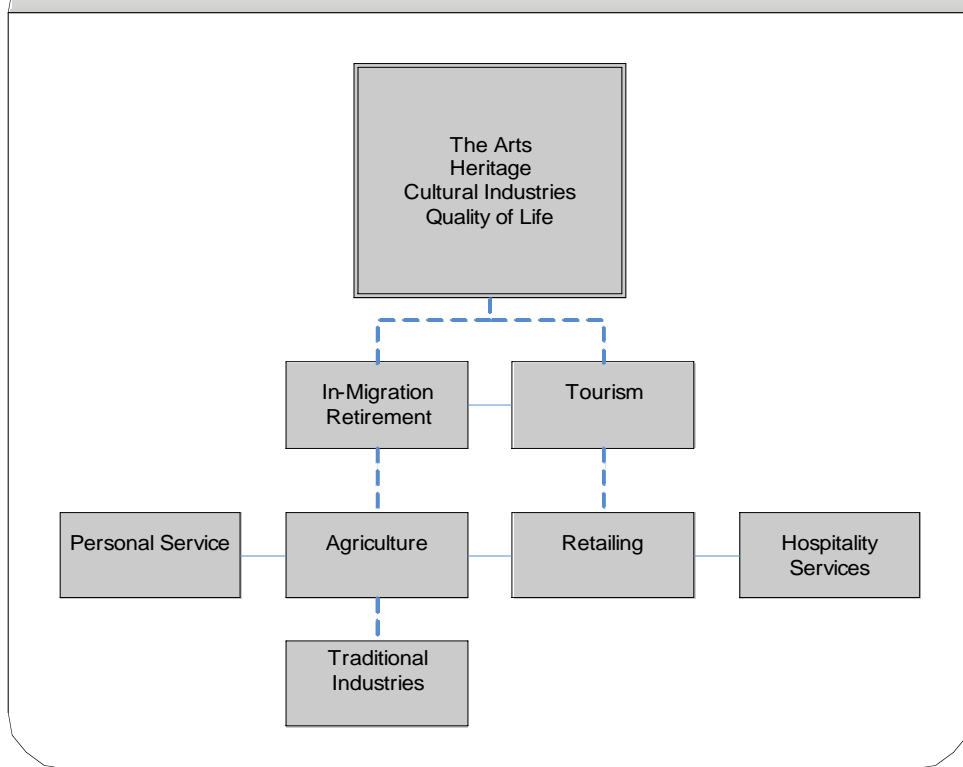 The Arts
Heritage
Cultural Industries
Quality of Life
In-Migration
Retirement
Tourism
Personal Service
Agriculture
Retailing
Hospitality
Services
Traditional
Industries